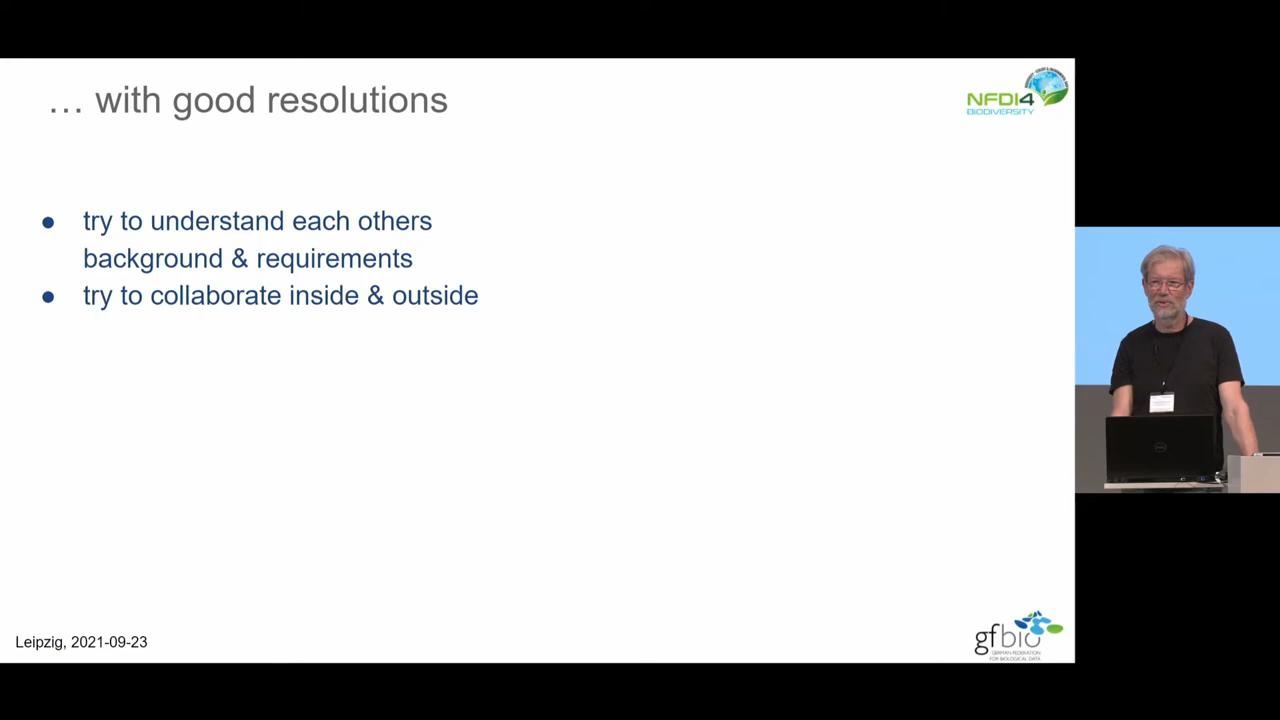 … with good resolutions
NFDI4
BIODIVERSITY
● try to understand each others
background & requirements
● try to collaborate inside & outside
Leipzig, 2021-09-23
gfbio
GERMAN FEDERATION
FOR BIOLOGICAL DATA